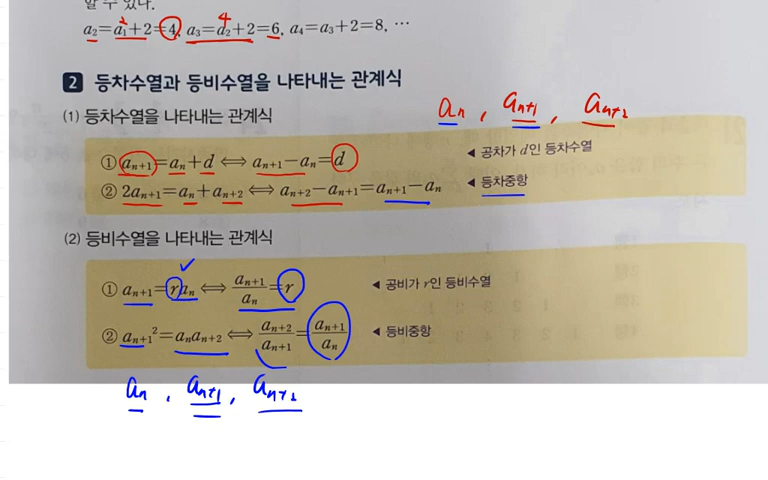 할 수 있다.
2 4
a₂=a₁+2=4, a₃=a₂+2=6, a₄=a₃+2=8, ⋯
2 등차수열과 등비수열을 나타내는 관계식
(1) 등차수열을 나타내는 관계식
aₙ, aₙ₊₁, aₙ₊₂
① aₙ₊₁=aₙ+d ⟺ aₙ₊₁−aₙ=d ◀ 공차가 d인 등차수열
② 2aₙ₊₁=aₙ+aₙ₊₂ ⟺ aₙ₊₂−aₙ₊₁=aₙ₊₁−aₙ ◀ 등차중항
(2) 등비수열을 나타내는 관계식
① aₙ₊₁=raₙ ⟺ aₙ₊₁/aₙ=r ◀ 공비가 r인 등비수열
② aₙ₊₁²=aₙaₙ₊₂ ⟺ aₙ₊₂/aₙ₊₁=aₙ₊₁/aₙ ◀ 등비중항
aₙ, aₙ₊₁, aₙ₊₂